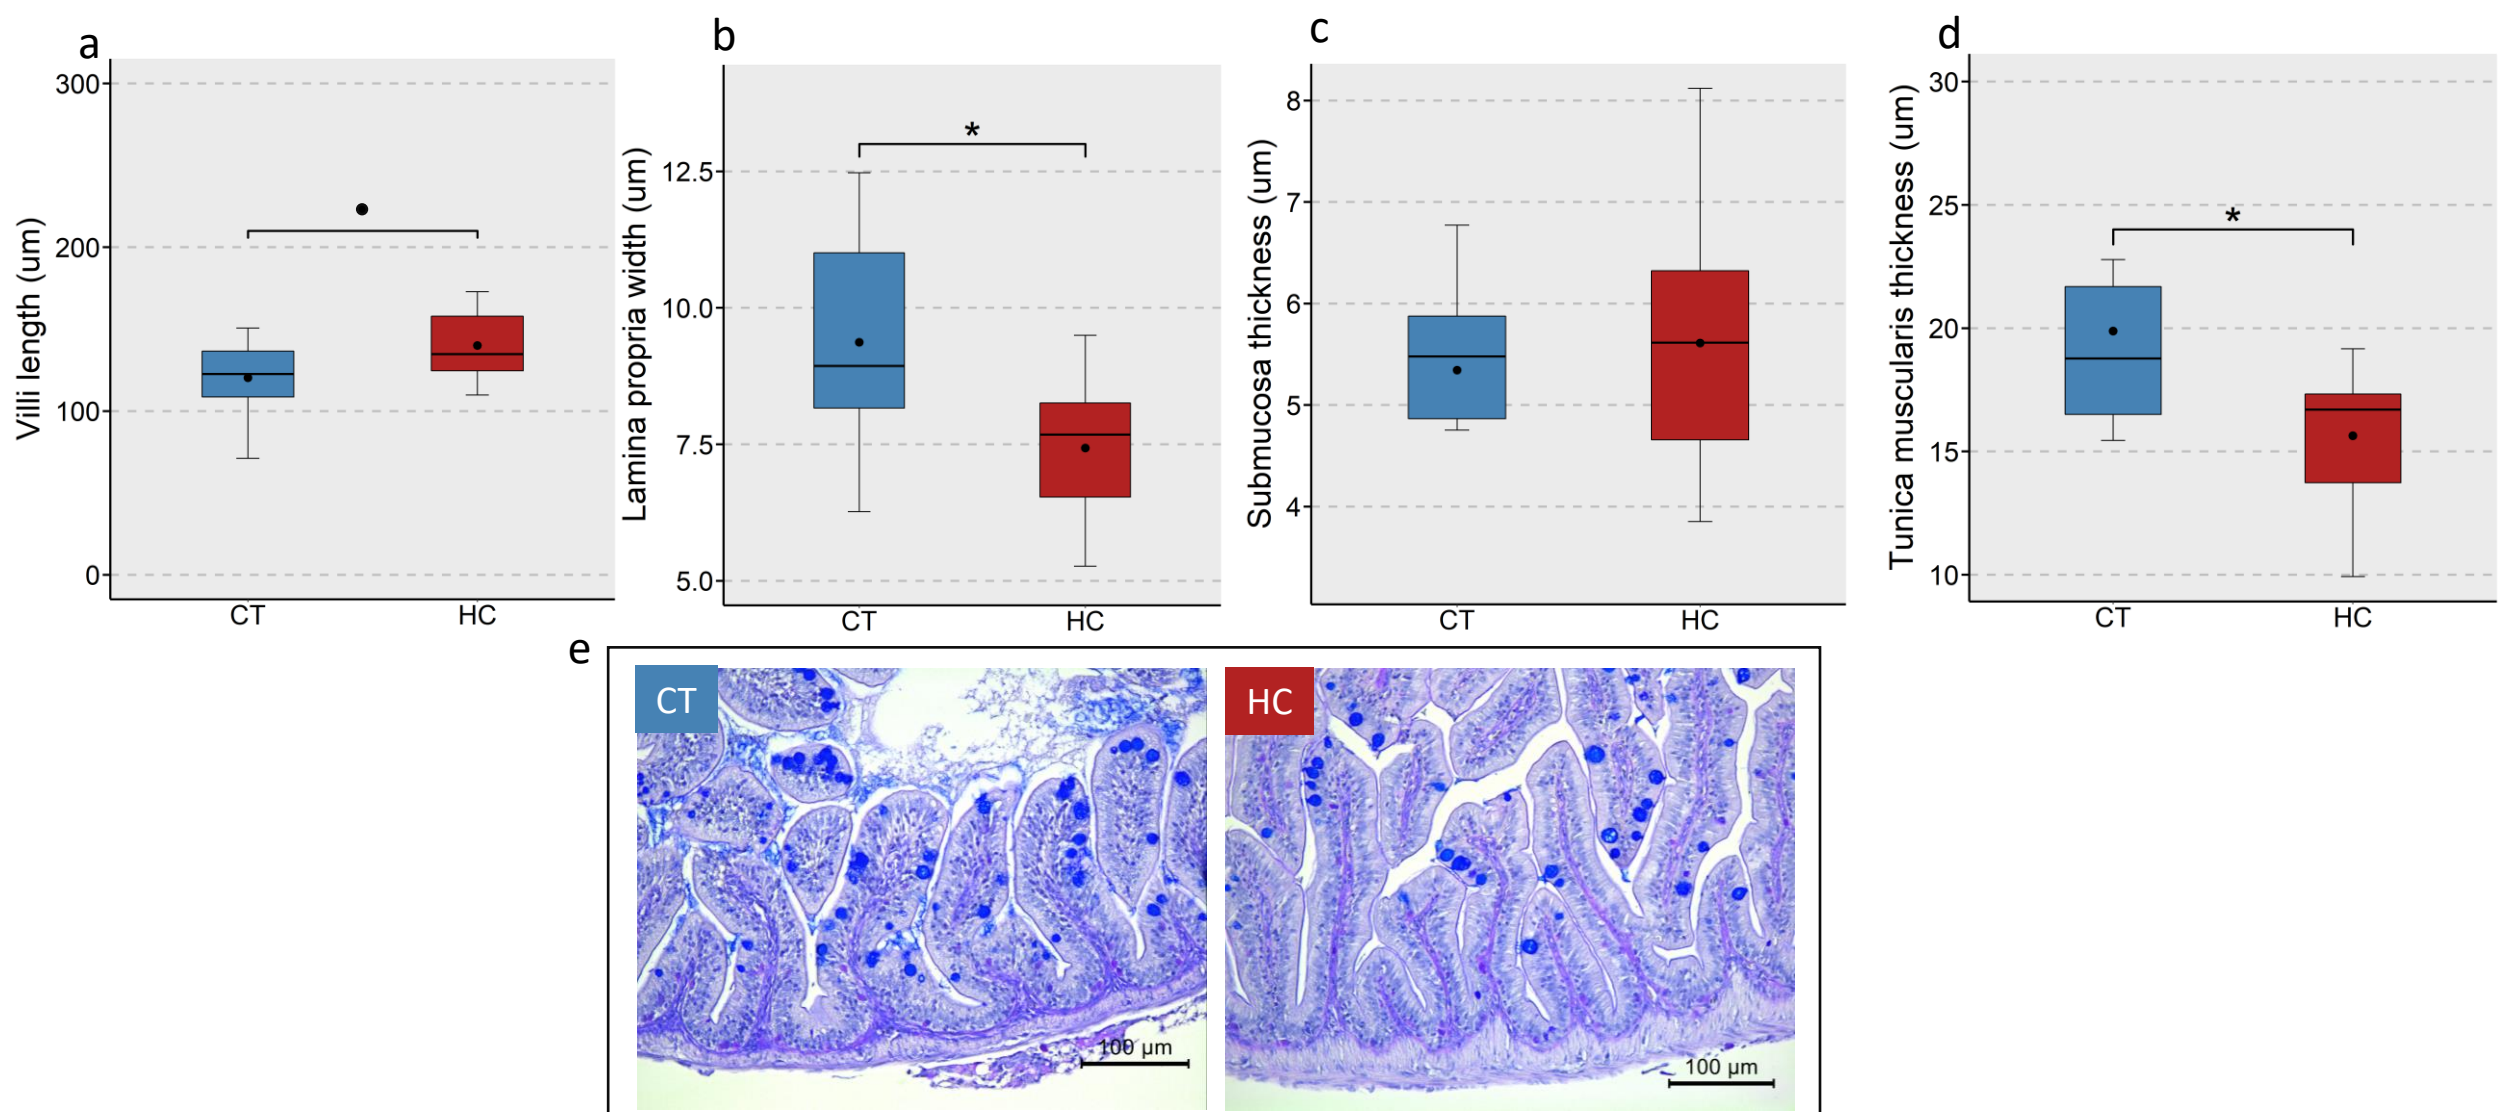 a
Villi length (um)
300
200
100
0
CT
HC
b
Lamina propria width (um)
*
12.5
10.0
7.5
5.0
CT
HC
c
Submucosa thickness (um)
8
7
6
5
4
CT
HC
d
Tunica muscularis thickness (um)
30
25
*
20
15
10
CT
HC
e
CT
100 µm
HC
100 µm